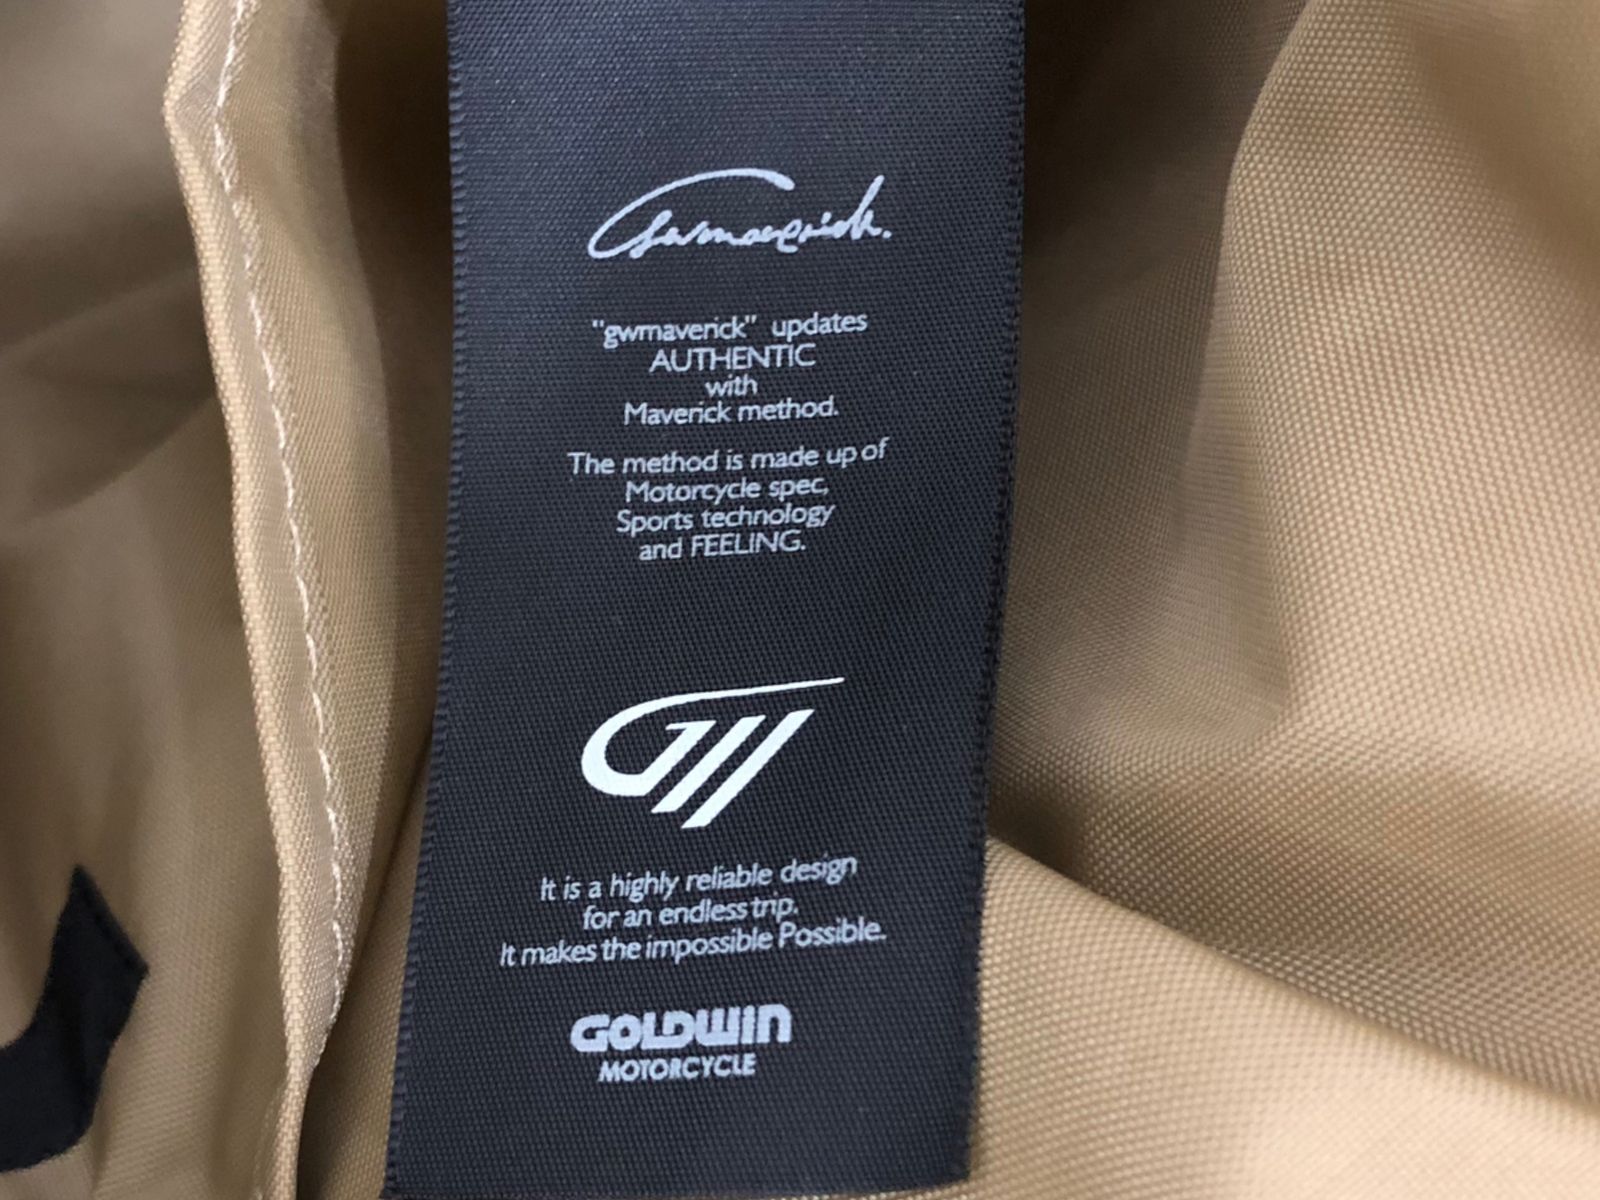 Gwmaverick.
"gwmaverick" updates
AUTHENTIC
with
Maverick method.
The method is made up of
Motorcycle spec,
Sports technology
and FEELING.
GW
It is a highly reliable design
for an endless trip.
It makes the impossible Possible.
GOLDWIN
MOTORCYCLE